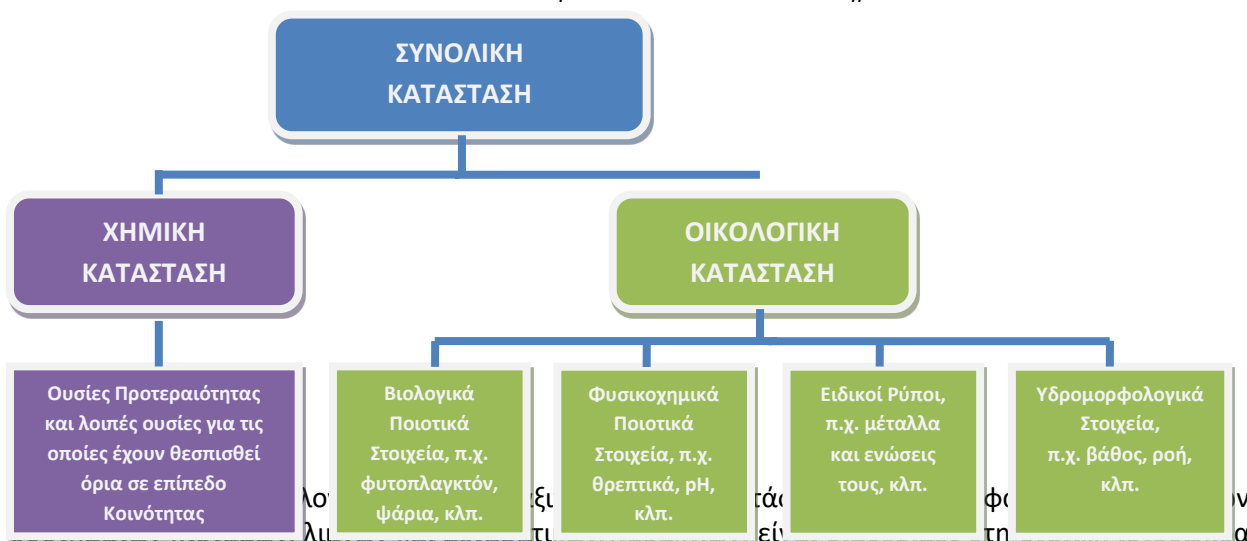 ΣΥΝΟΛΙΚΗ
ΚΑΤΑΣΤΑΣΗ
ΧΗΜΙΚΗ
ΚΑΤΑΣΤΑΣΗ
ΟΙΚΟΛΟΓΙΚΗ
ΚΑΤΑΣΤΑΣΗ
Ουσίες Προτεραιότητας
και λοιπές ουσίες για τις
οποίες έχουν θεσπισθεί
όρια σε επίπεδο
Κοινότητας
Βιολογικά
Ποιοτικά
Στοιχεία, π.χ.
φυτοπλαγκτόν,
ψάρια, κλπ.
Φυσικοχημικά
Ποιοτικά
Στοιχεία, π.χ.
θρεπτικά, pH,
κλπ.
Ειδικοί Ρύποι,
π.χ. μέταλλα
και ενώσεις
τους, κλπ.
Υδρομορφολογικά
Στοιχεία,
π.χ. βάθος, ροή,
κλπ.